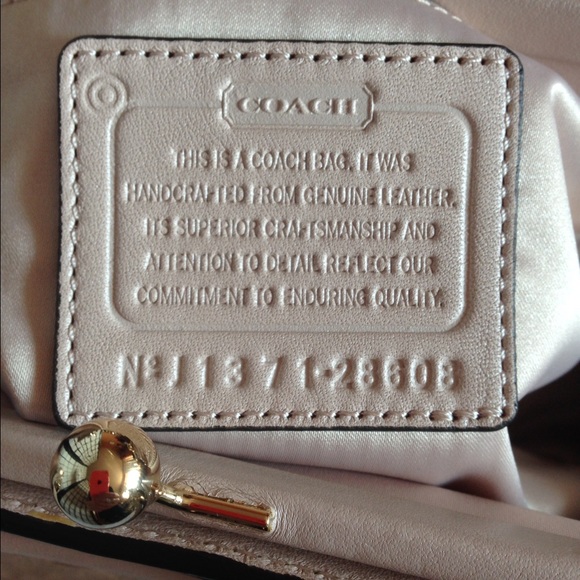 COACH
THIS IS A COACH BAG. IT WAS
HANDCRAFTED FROM GENUINE LEATHER.
ITS SUPERIOR CRAFTSMANSHIP AND
ATTENTION TO DETAIL REFLECT OUR
COMMITMENT TO ENDURING QUALITY.
Nº J1371-28608